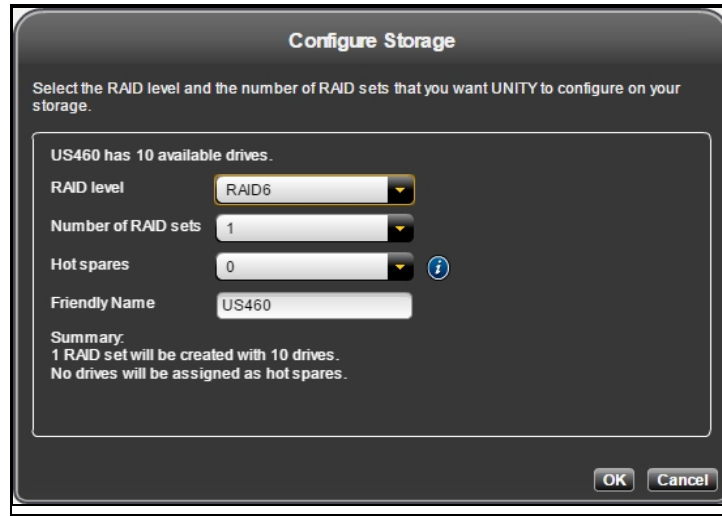 Configure Storage
Select the RAID level and the number of RAID sets that you want UNITY to configure on your
storage.
US460 has 10 available drives.
RAID level RAID6
Number of RAID sets 1
Hot spares 0 i
Friendly Name US460
Summary:
1 RAID set will be created with 10 drives.
No drives will be assigned as hot spares.
OK Cancel